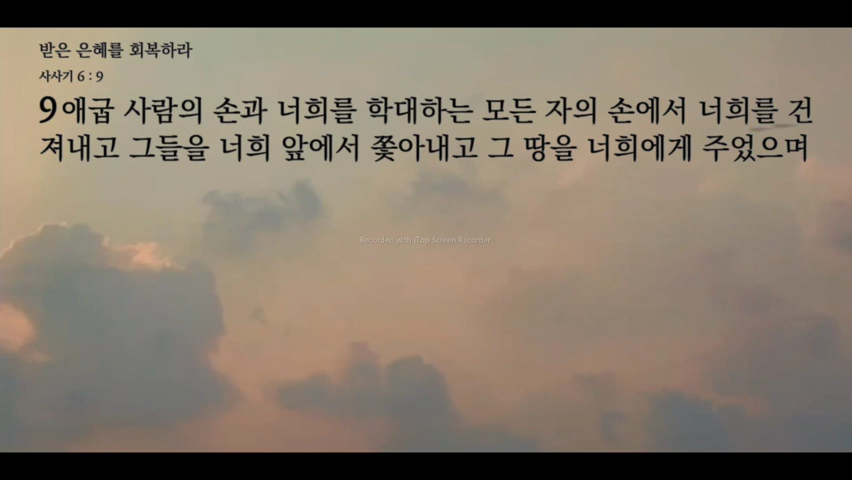 받은 은혜를 회복하라
사사기 6 : 9
9 애굽 사람의 손과 너희를 학대하는 모든 자의 손에서 너희를 건
져내고 그들을 너희 앞에서 쫓아내고 그 땅을 너희에게 주었으며
Recorded with iTop Screen Recorder